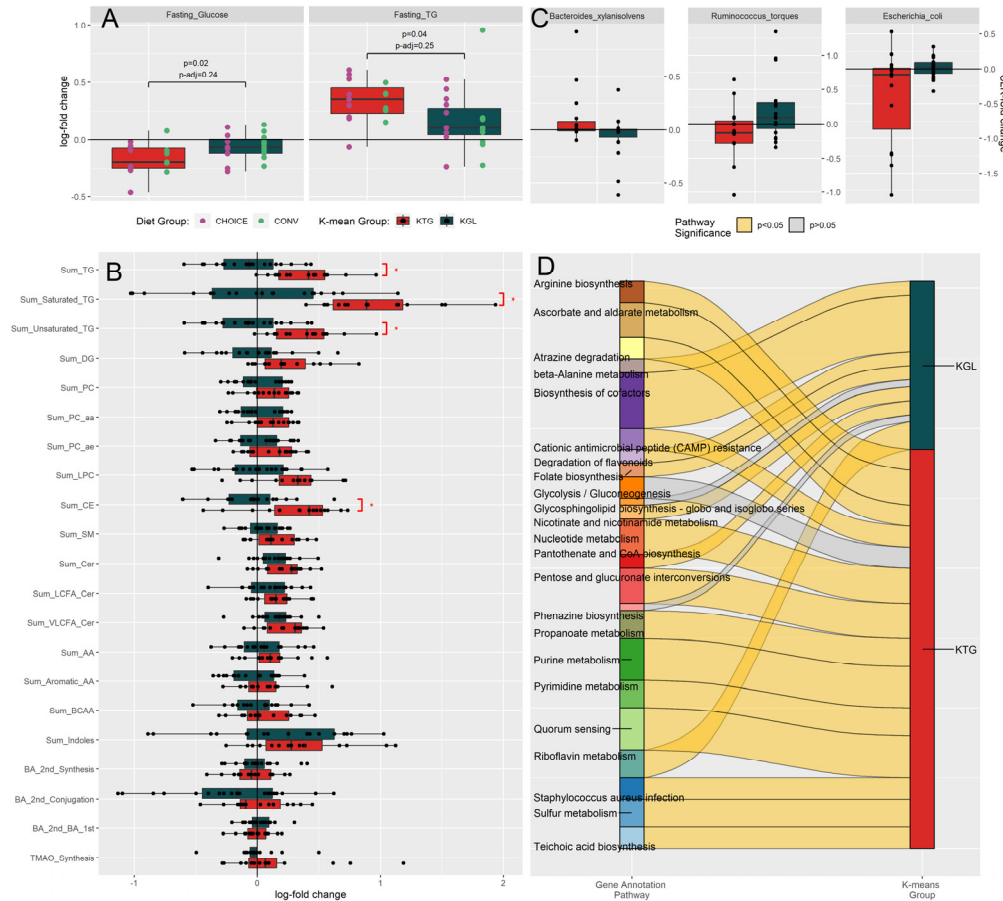 A
Fasting_Glucose
Fasting_TG
1.0
0.5
0.0
-0.5
log-fold change
p=0.02
p-adj=0.24
p=0.04
p-adj=0.25
Diet Group: CHOICE CONV K-mean Group: KTG KGL
C
Bacteroides_xylanisolvens
Ruminococcus_torques
Escherichia_coli
0.5
0.0
-0.5
0.5
0.0
-0.5
1.0
0.5
0.0
-0.5
-1.0
-1.5
Pathway
Significance
p<0.05
p>0.05
B
Sum_TG
Sum_Saturated_TG
Sum_Unsaturated_TG
Sum_DG
Sum_PC
Sum_PC_aa
Sum_PC_ae
Sum_LPC
Sum_CE
Sum_SM
Sum_Cer
Sum_LCFA_Cer
Sum_VLCFA_Cer
Sum_AA
Sum_Aromatic_AA
Sum_BCAA
Sum_Indoles
BA_2nd_Synthesis
BA_2nd_Conjugation
BA_2nd_BA_1st
TMAO_Synthesis
*
*
*
*
-1 0 1 2
log-fold change
D
Arginine biosynthesis
Ascorbate and aldarate metabolism
Atrazine degradation
beta-Alanine metabolism
Biosynthesis of cofactors
Cationic antimicrobial peptide (CAMP) resistance
Degradation of flavonoids
Folate biosynthesis
Glycolysis / Gluconeogenesis
Glycosphingolipid biosynthesis - globo and isoglobo series
Nicotinate and nicotinamide metabolism
Nucleotide metabolism
Pantothenate and CoA biosynthesis
Pentose and glucuronate interconversions
Phenazine biosynthesis
Propanoate metabolism
Purine metabolism
Pyrimidine metabolism
Quorum sensing
Riboflavin metabolism
Staphylococcus aureus infection
Sulfur metabolism
Teichoic acid biosynthesis
KGL
KTG
Gene Annotation
Pathway
K-means
Group